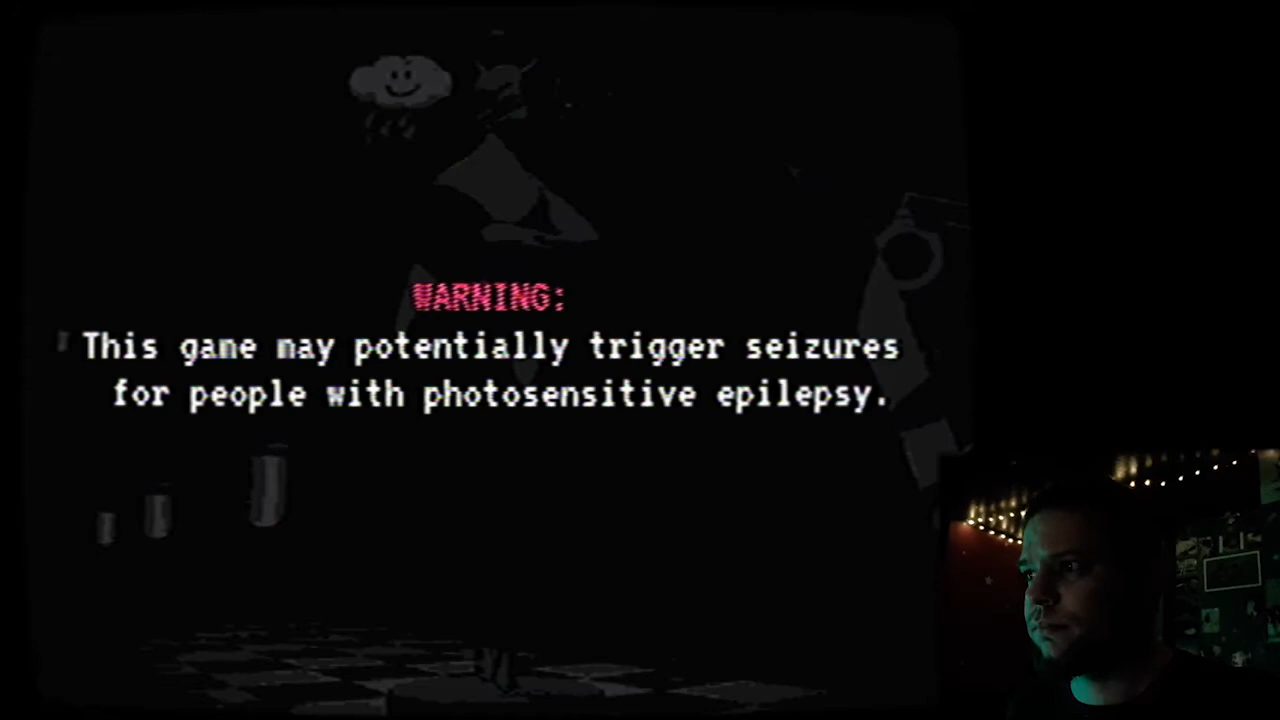 WARNING:
This game may potentially trigger seizures
for people with photosensitive epilepsy.